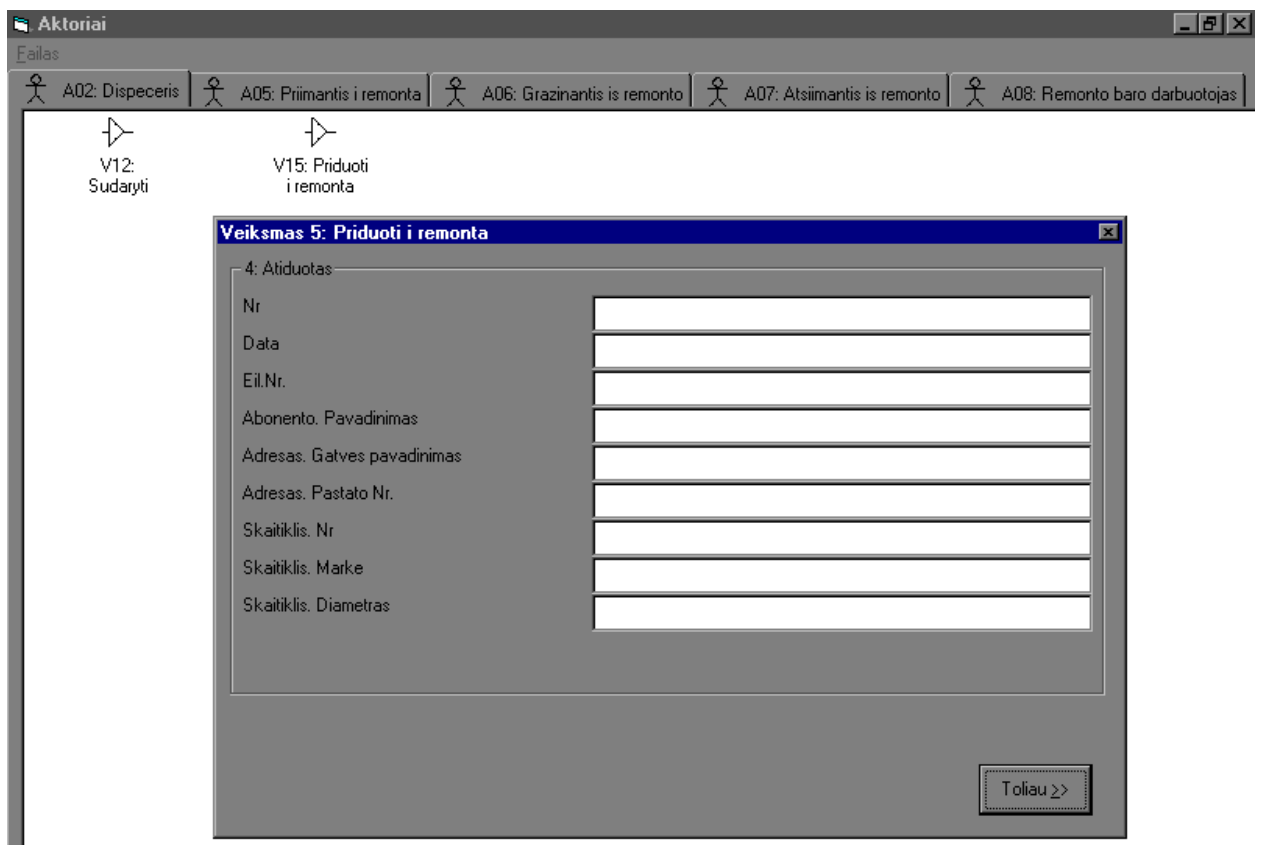 Aktoriai
Failas
A02: Dispeceris
A05: Priimantis i remonta
A06: Grazinantis is remonto
A07: Atsiimantis is remonto
A08: Remonto baro darbuotojas
V12:
Sudaryti
V15: Priduoti
i remonta
Veiksmas 5: Priduoti i remonta
4: Atiduotas
Nr
Data
Eil.Nr.
Abonento. Pavadinimas
Adresas. Gatves pavadinimas
Adresas. Pastato Nr.
Skaitiklis. Nr
Skaitiklis. Marke
Skaitiklis. Diametras
Toliau >>